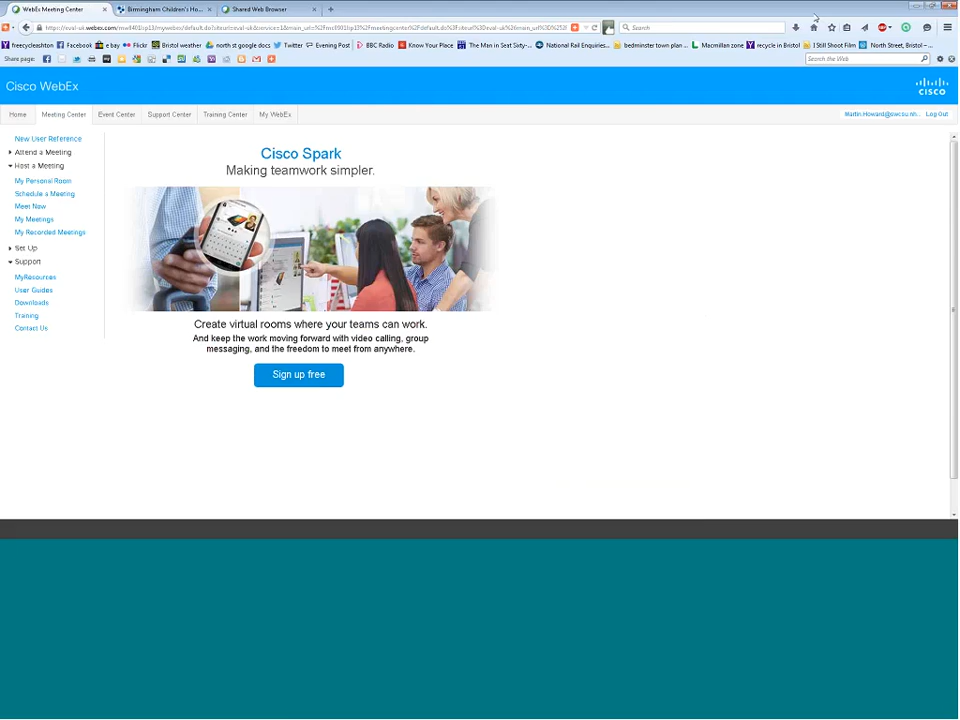 WebEx Meeting Center
Birmingham Children's Ho...
Shared Web Browser
Search
freecycleashton
Facebook
e bay
Flickr
Bristol weather
north st google docs
Twitter
Evening Post
BBC Radio
Know Your Place
The Man in Seat Sixty-...
National Rail Enquiries...
bedminster town plan ...
Macmillan zone
recycle in Bristol
I Still Shoot Film
North Street, Bristol –...
Share page:
Search the Web
Cisco WebEx
CISCO
Home
Meeting Center
Event Center
Support Center
Training Center
My WebEx
Log Out
New User Reference
Attend a Meeting
Host a Meeting
My Personal Room
Schedule a Meeting
Meet Now
My Meetings
My Recorded Meetings
Set Up
Support
MyResources
User Guides
Downloads
Training
Contact Us
Cisco Spark
Making teamwork simpler.
Create virtual rooms where your teams can work.
And keep the work moving forward with video calling, group
messaging, and the freedom to meet from anywhere.
Sign up free